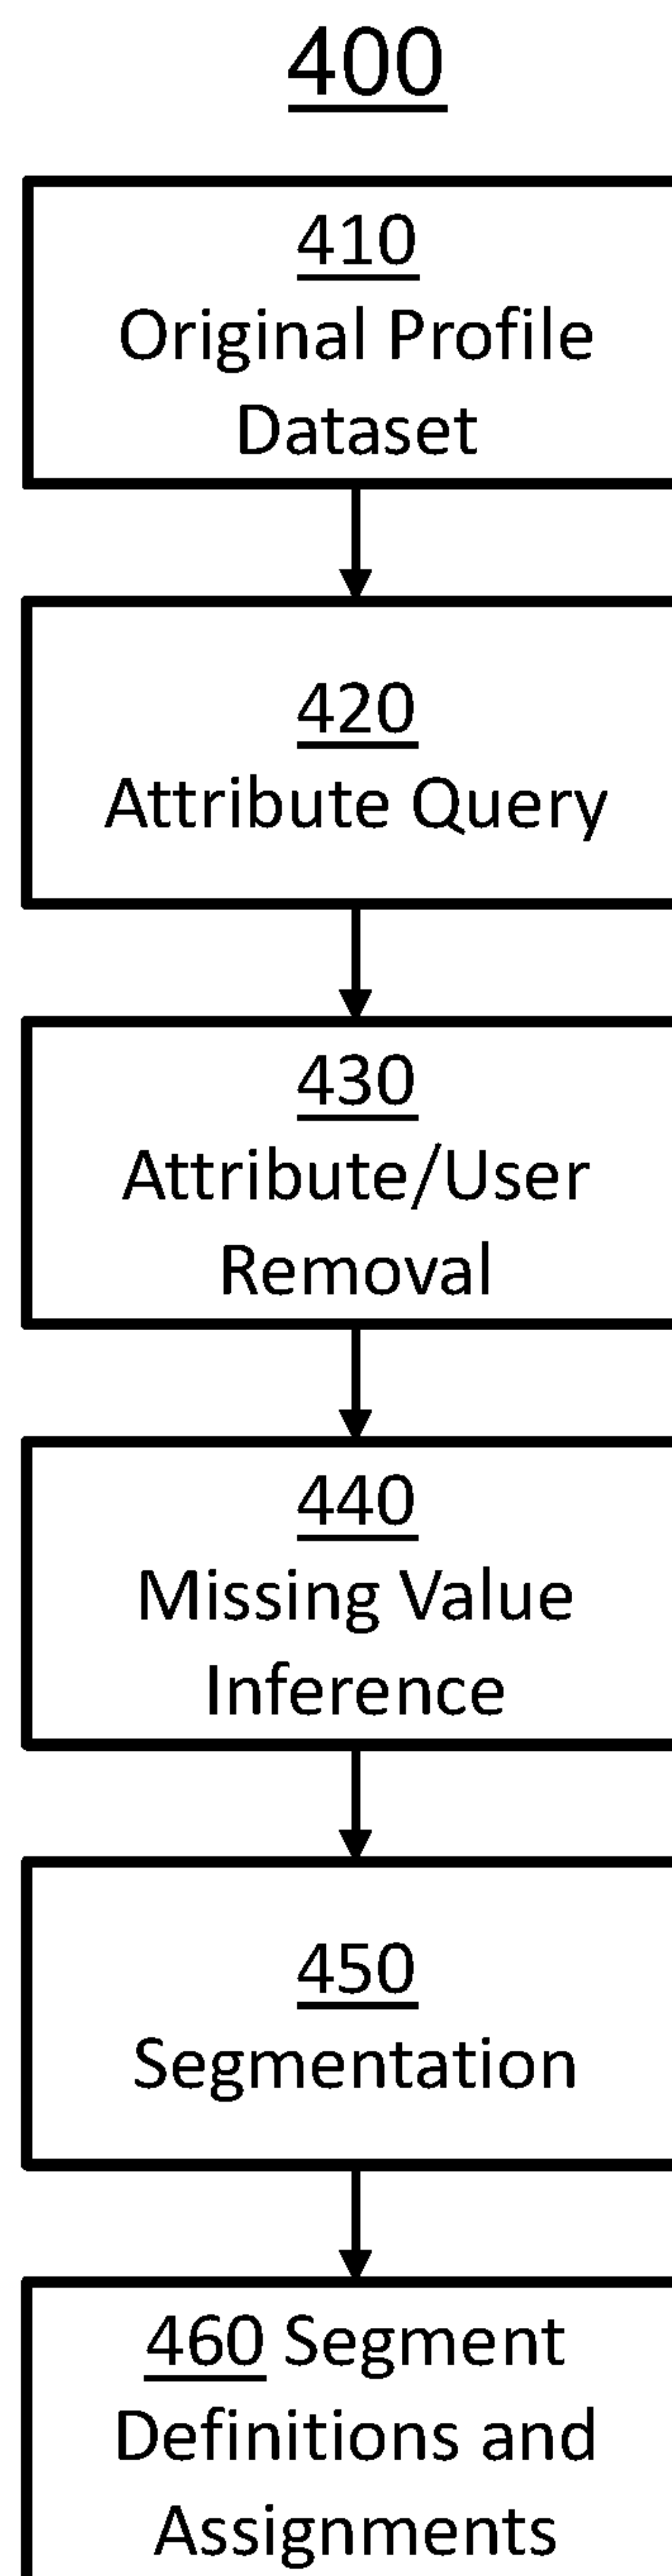 400
410
Original Profile
Dataset
420
Attribute Query
430
Attribute/User
Removal
440
Missing Value
Inference
450
Segmentation
460 Segment
Definitions and
Assignments